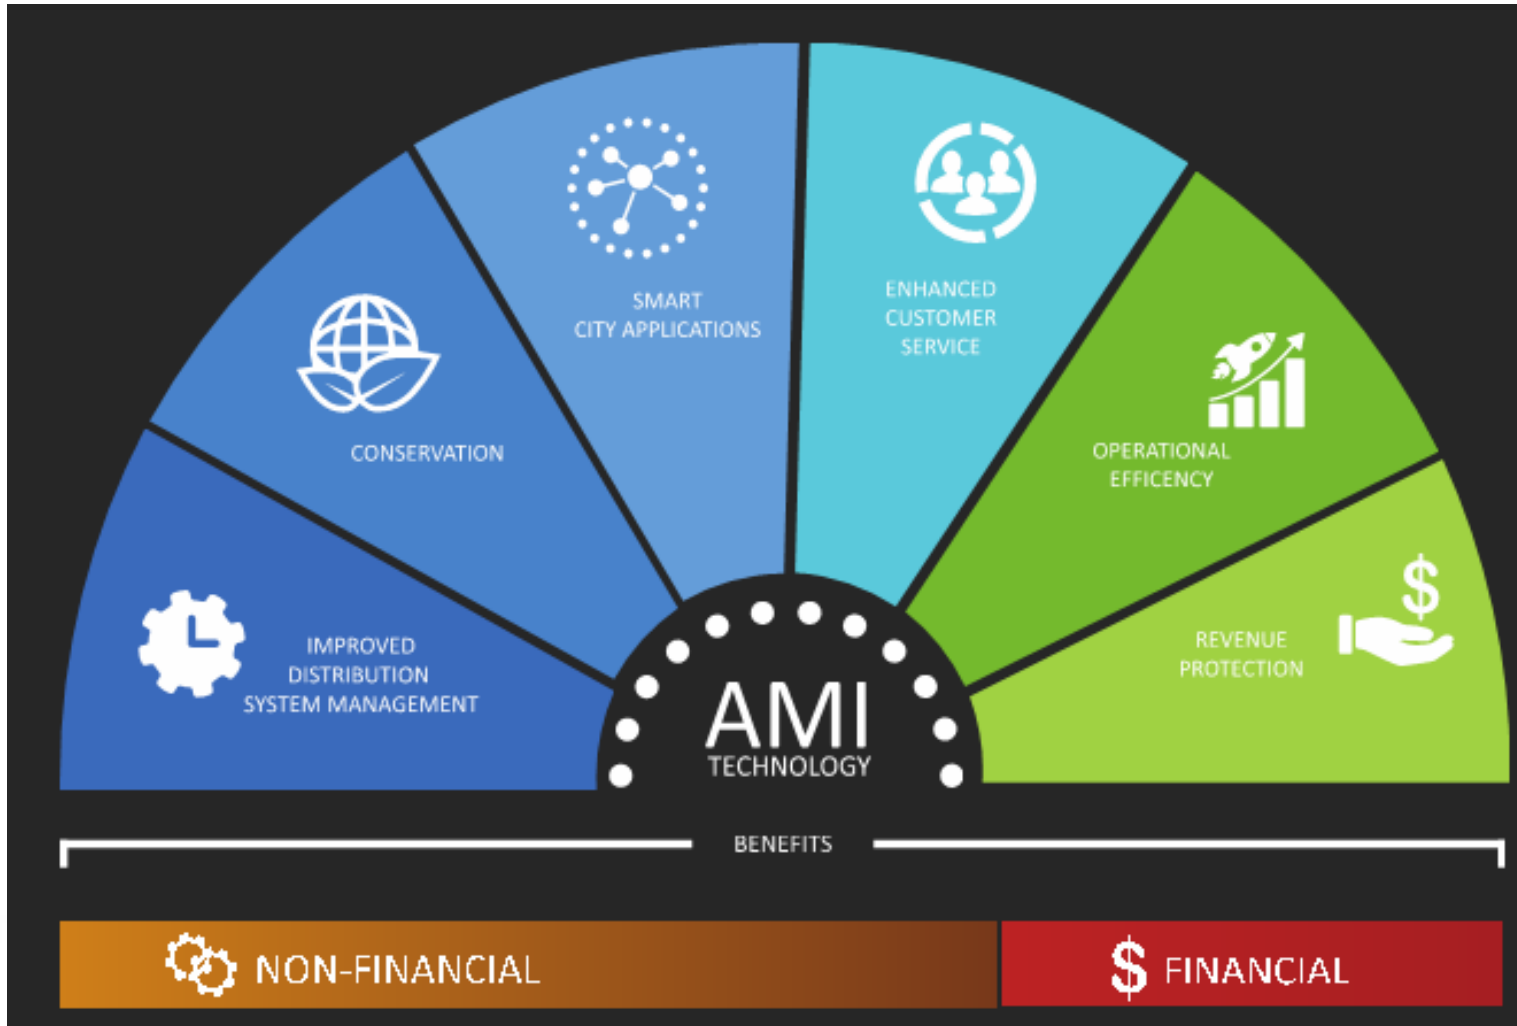 SMART
CITY APPLICATIONS
ENHANCED
CUSTOMER
SERVICE
CONSERVATION
OPERATIONAL
EFFICENCY
IMPROVED
DISTRIBUTION
SYSTEM MANAGEMENT
REVENUE
PROTECTION
$
AMI
TECHNOLOGY
BENEFITS
NON-FINANCIAL
$ FINANCIAL